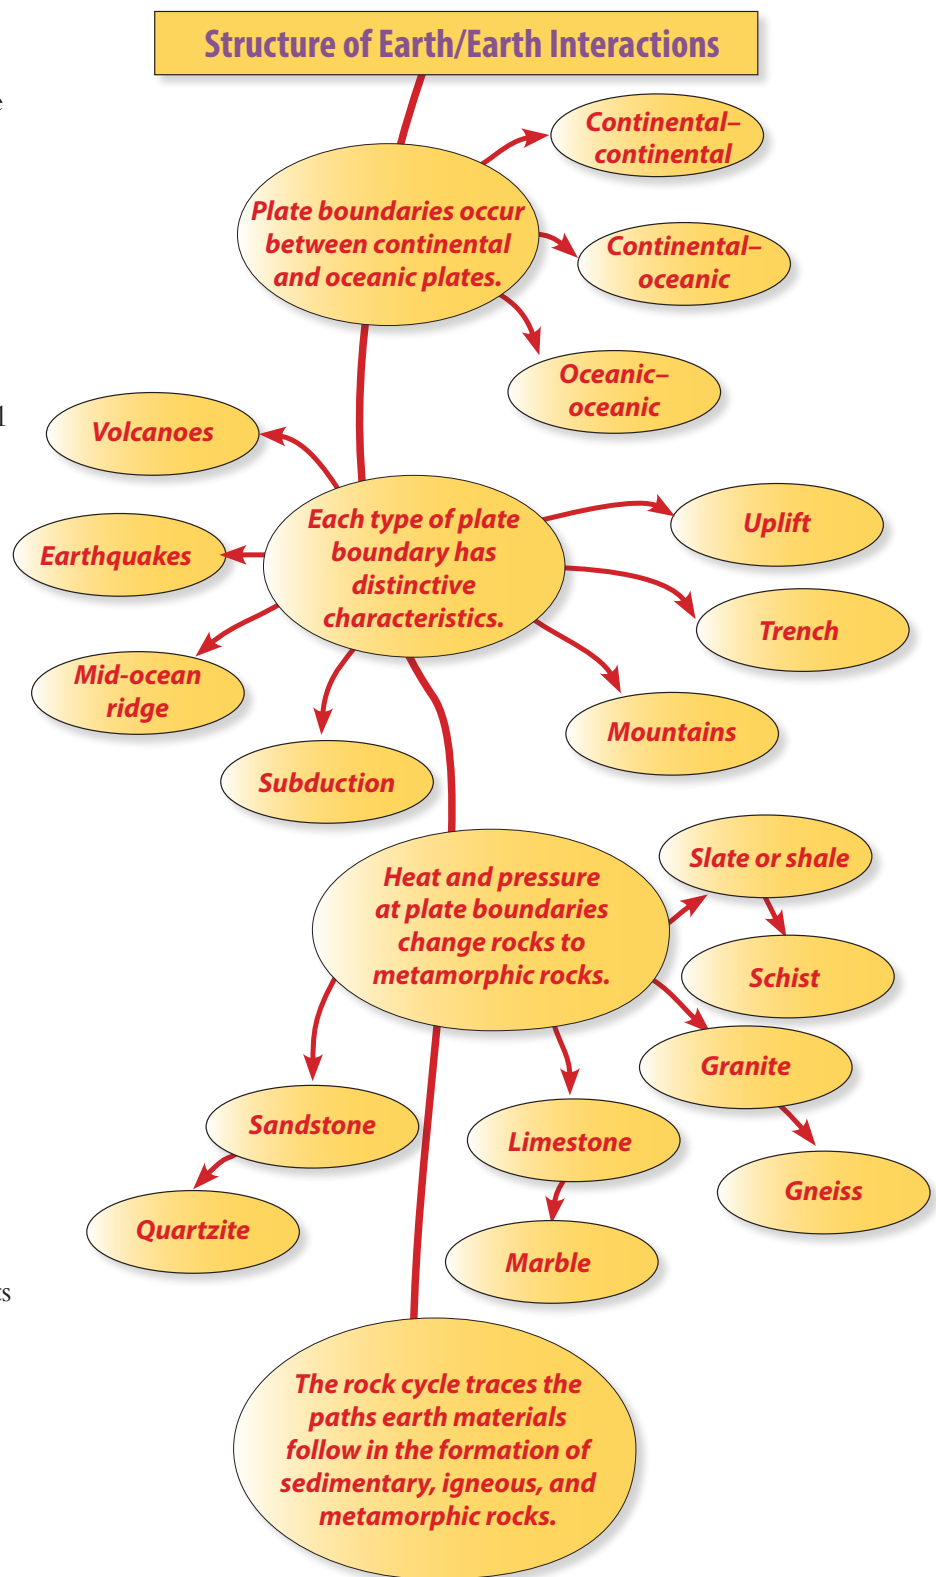 Structure of Earth/Earth Interactions
e
Continental–
continental
Plate boundaries occur
between continental
and oceanic plates.
Continental–
oceanic
Oceanic–
oceanic
l
Volcanoes
Each type of plate
boundary has
distinctive
characteristics.
Uplift
Earthquakes
Trench
Mid-ocean
ridge
Mountains
Subduction
Heat and pressure
at plate boundaries
change rocks to
metamorphic rocks.
Slate or shale
Schist
Granite
Sandstone
Limestone
Gneiss
Quartzite
Marble
s
The rock cycle traces the
paths earth materials
follow in the formation of
sedimentary, igneous, and
metamorphic rocks.